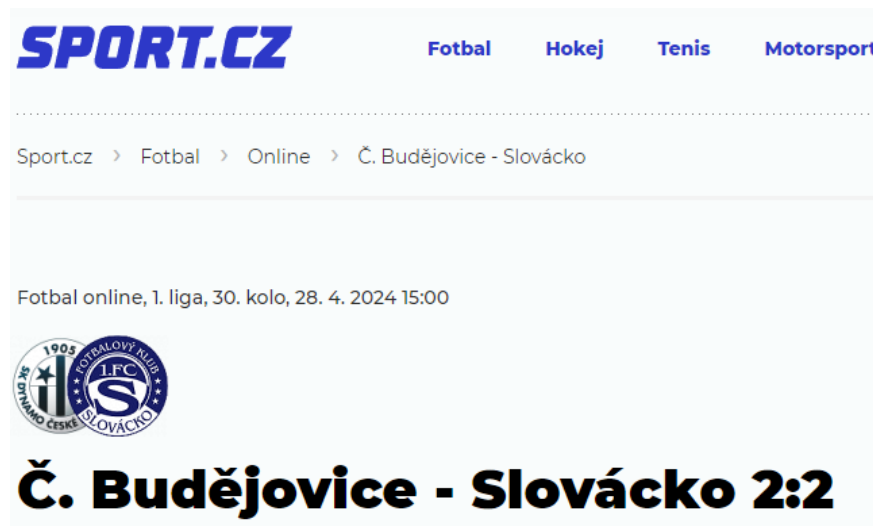 SPORT.CZ Fotbal Hokej Tenis Motorsport
Sport.cz > Fotbal > Online > Č. Budějovice - Slovácko
Fotbal online, 1. liga, 30. kolo, 28. 4. 2024 15:00
1905
SK DYNAMO ČESKÉ
FOTBALOVÝ KLUB
1.FC
S
SLOVÁCKO
Č. Budějovice - Slovácko 2:2